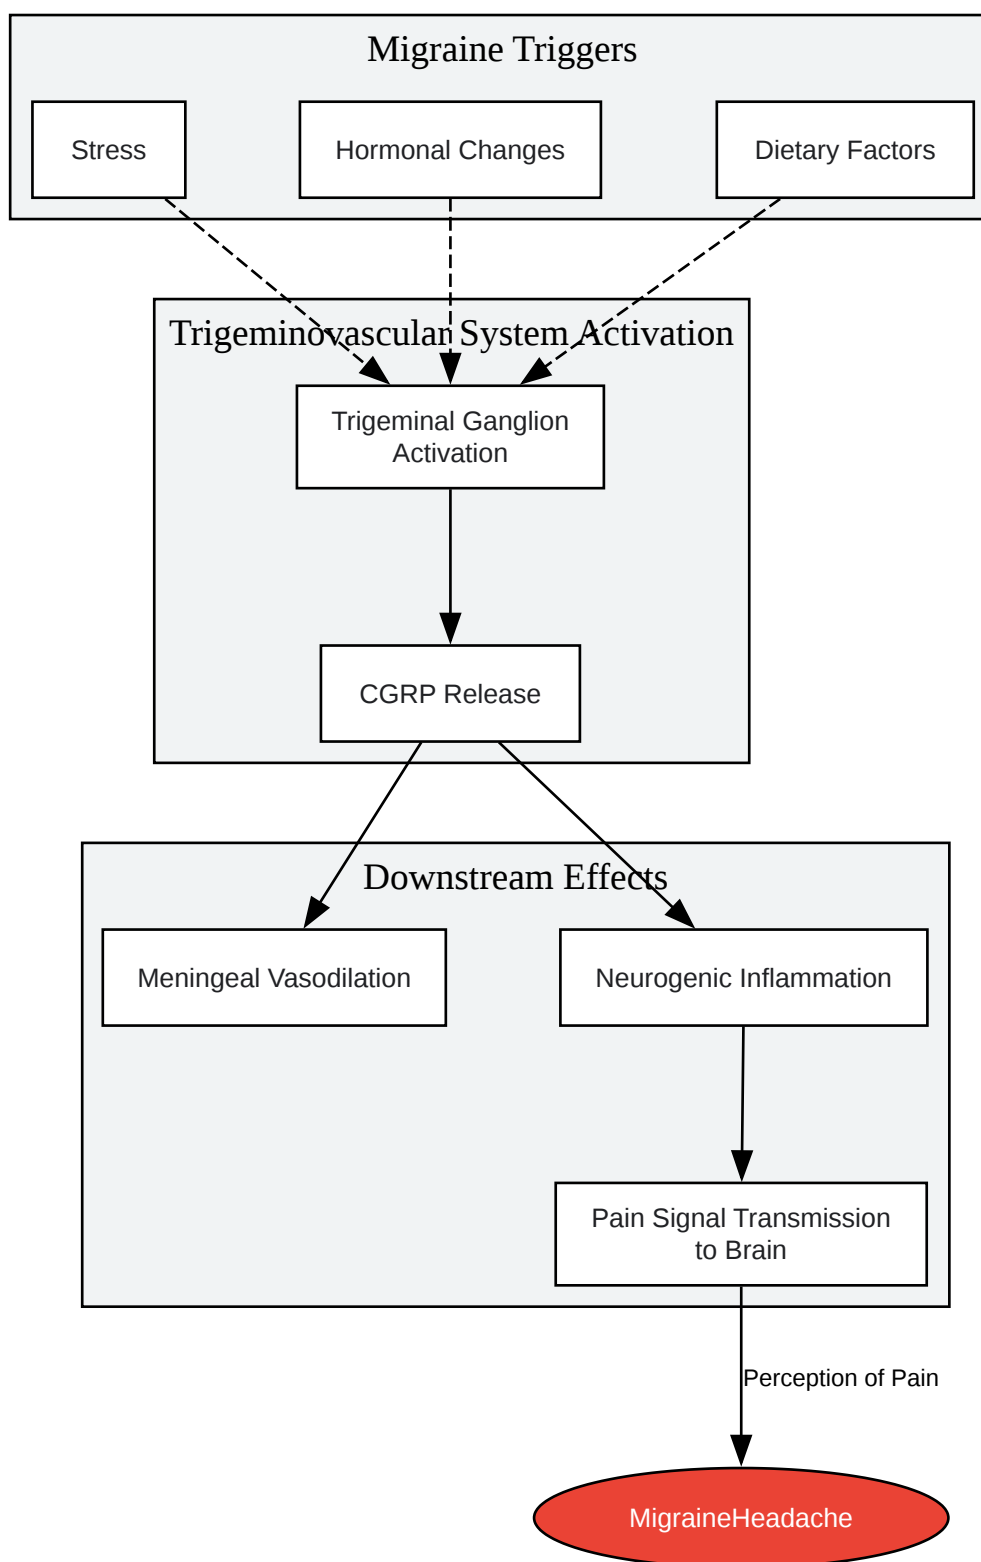 Migraine Triggers
Stress
Hormonal Changes
Dietary Factors
Trigeminovascular System Activation
Trigeminal Ganglion
Activation
CGRP Release
Downstream Effects
Meningeal Vasodilation
Neurogenic Inflammation
Pain Signal Transmission
to Brain
Perception of Pain
MigraineHeadache